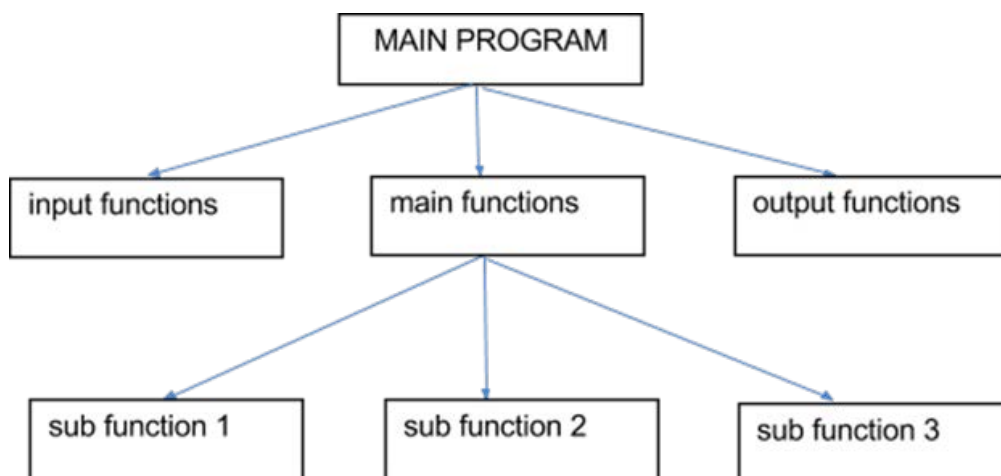 MAIN PROGRAM
input functions
main functions
output functions
sub function 1
sub function 2
sub function 3